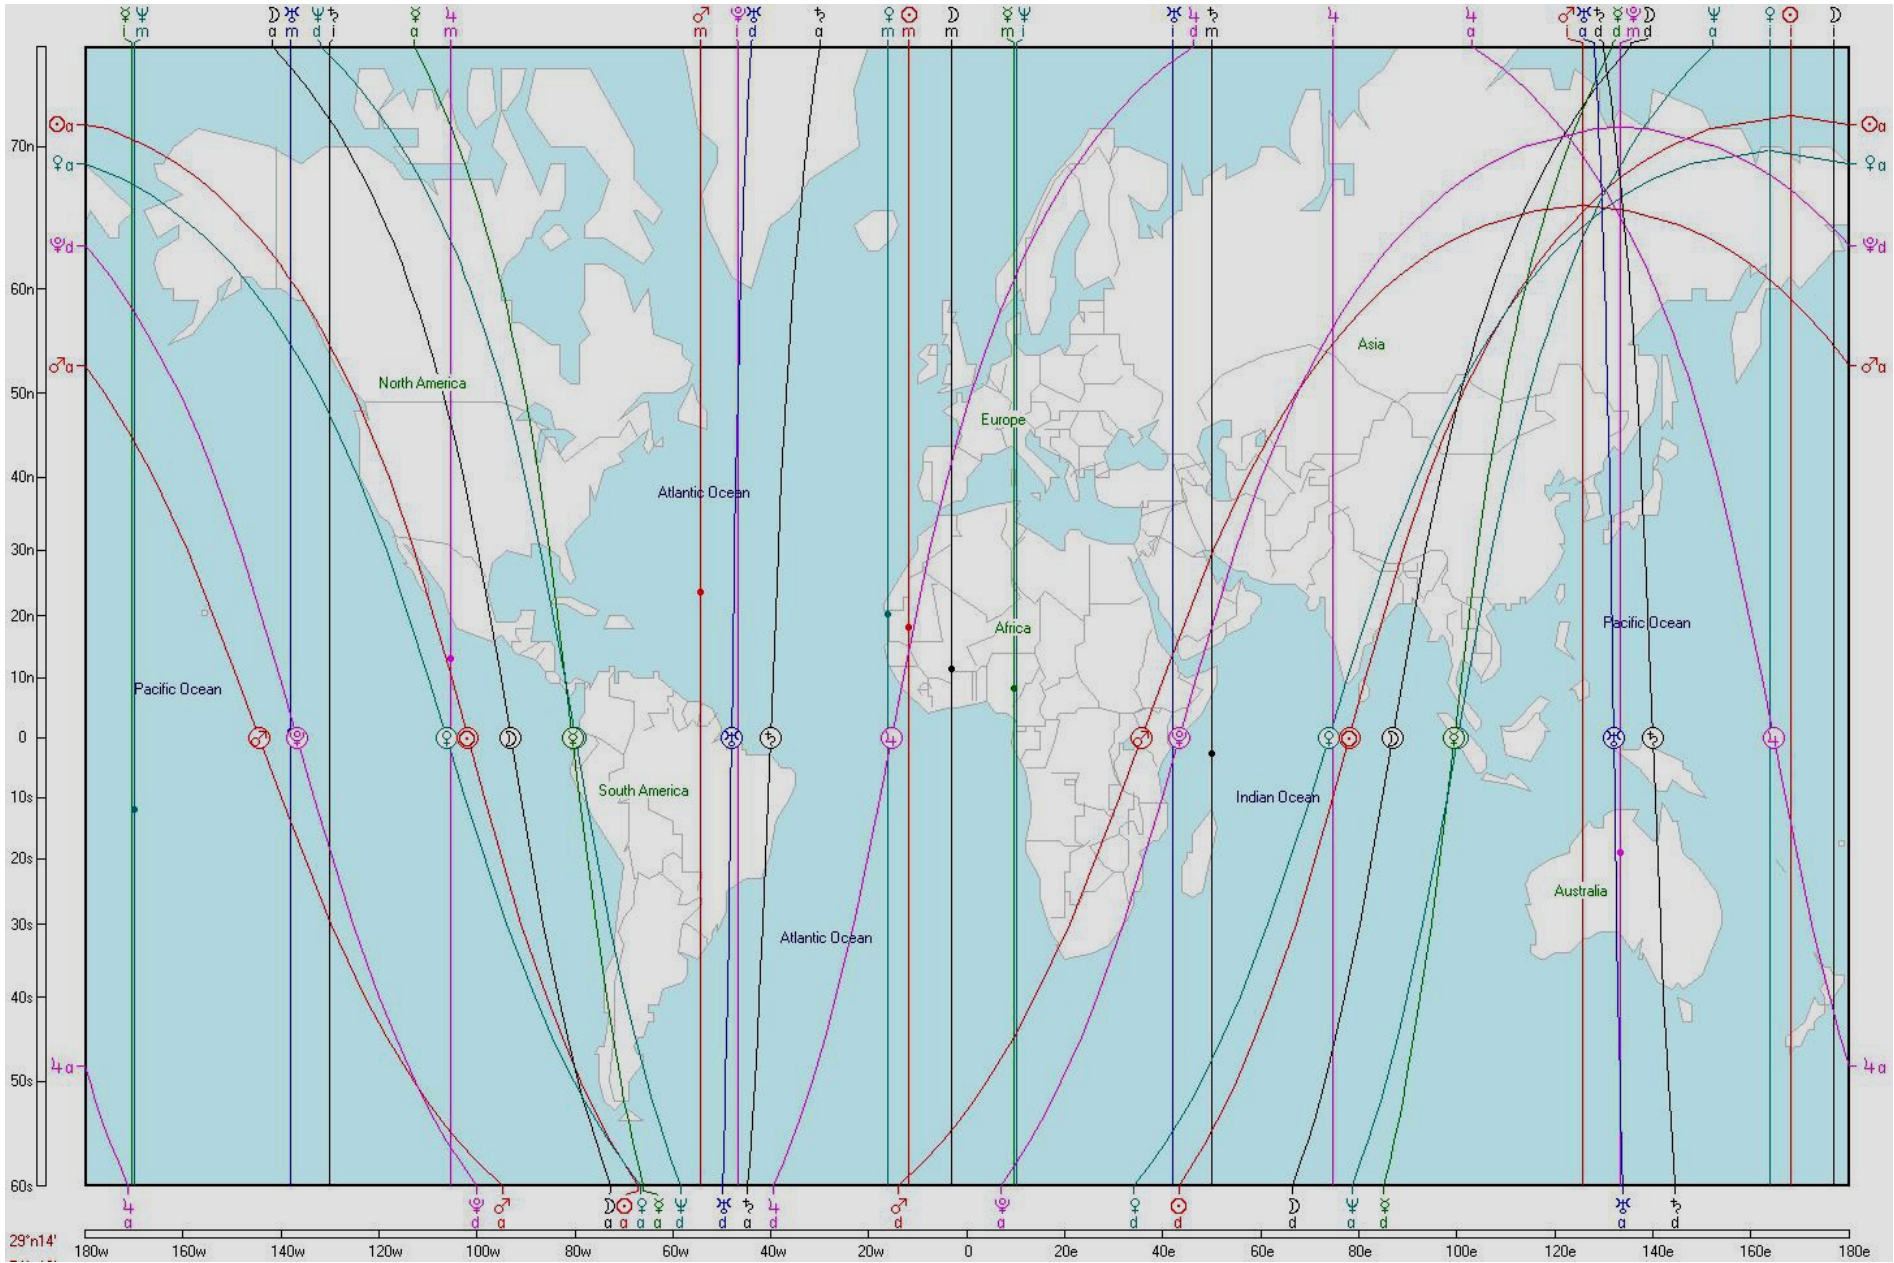 ☿ ♆ ☽ ♅ ♆ ♄ ☿ ♃ ♂ ♇ ♅ ♄ ♀ ☉ ☽ ☿ ♆ ♅ ♃ ♄ ♃ ♃ ♂ ♅ ♄ ☿ ♇ ☽ ♆ ♀ ☉ ☽
i m a m d i a m m i d a m m m m i i d m i a i a d d m d a i i i
☉a ☉a
70n
♀a ♀a
♇d ♇d
60n
Asia
♂a ♂a
North America
50n
Europe
40n
Atlantic Ocean
30n
20n
Pacific Ocean
Africa
10n
Pacific Ocean
0 ♂ ♇ ♀ ☉ ☽ ☿ ♅ ♄ ♃ ♂ ♇ ♀ ☉ ☽ ☿ ♅ ♄ ♃
South America
10s
Indian Ocean
20s
Australia
30s
Atlantic Ocean
40s
♃a ♃a
50s
60s
♃ ♇ ♂ ☽ ☉ ♀ ☿ ♆ ♅ ♄ ♃ ♂ ♇ ♀ ☉ ☽ ♆ ☿ ♅ ♄
a d a a a a a d d a d d a d d d a d a d
29°n14'
180w 160w 140w 120w 100w 80w 60w 40w 20w 0 20e 40e 60e 80e 100e 120e 140e 160e 180e